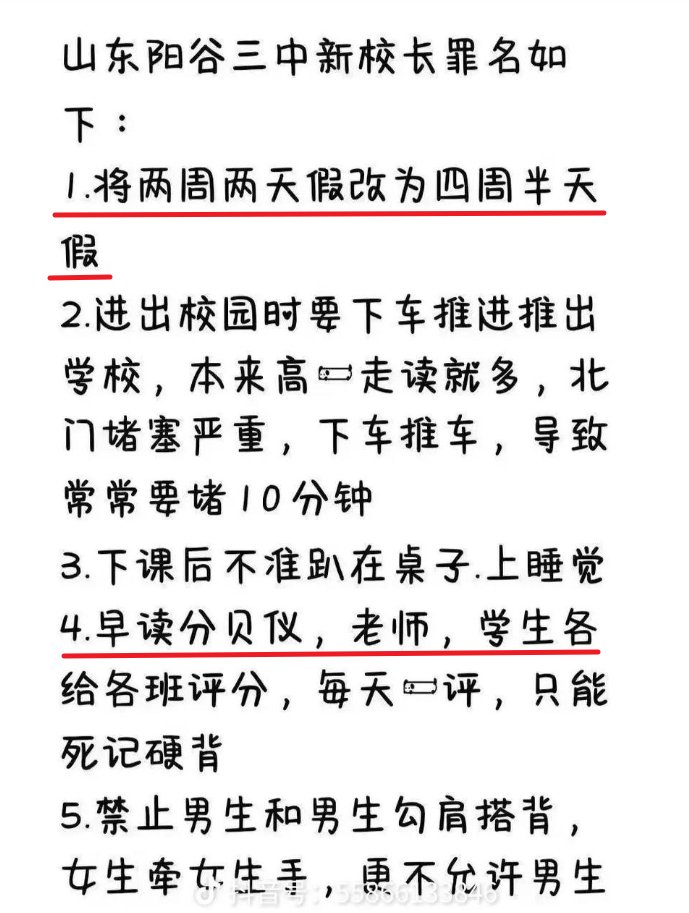 山东阳谷三中新校长罪名如
下：
1.将两周两天假改为四周半天
假
2.进出校园时要下车推进推出
学校，本来高一走读就多，北
门堵塞严重，下车推车，导致
常常要堵10分钟
3.下课后不准趴在桌子.上睡觉
4.早读分贝仪，老师，学生各
给各班评分，每天一评，只能
死记硬背
5.禁止男生和男生勾肩搭背，
女生牵女生手，更不允许男生
抖音号：55866133846